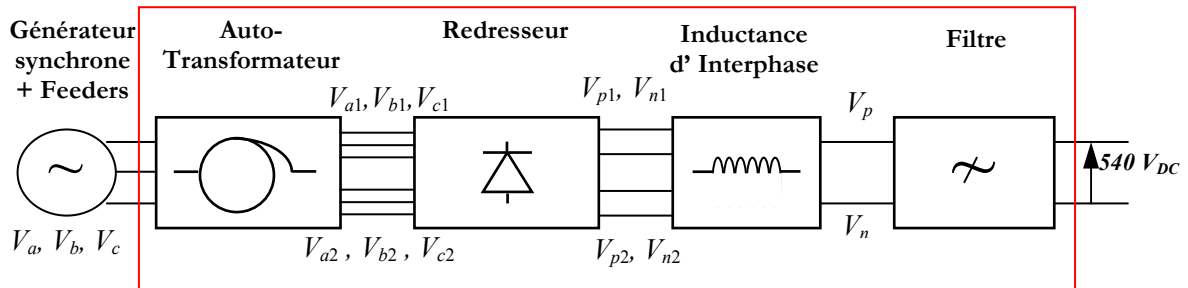 Générateur
synchrone
+ Feeders
Auto-
Transformateur
Redresseur
Inductance
d' Interphase
Filtre
Va1, Vb1, Vc1
Vp1, Vn1
Vp
540 VDC
Va, Vb, Vc
Va2 , Vb2 , Vc2
Vp2, Vn2
Vn